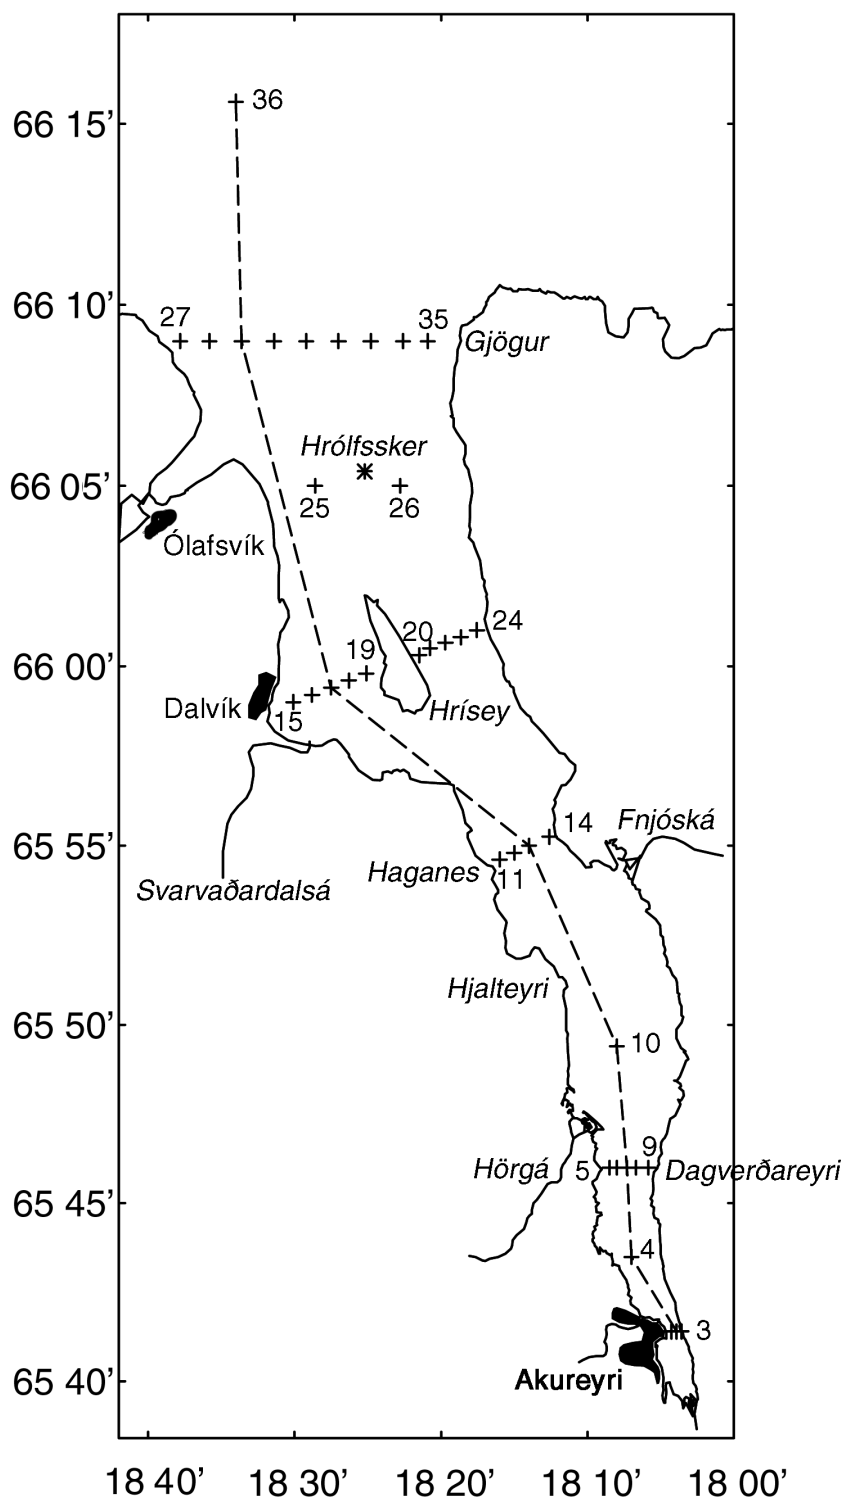 36
66 15'
66 10'
27
35
Gjögur
Hrólfssker
66 05'
25
26
Ólafsvík
24
20
19
66 00'
Dalvík
15
Hrísey
14
Fnjóská
65 55'
Haganes
11
Svarvaðardalsá
Hjalteyri
65 50'
10
9
Hörgá
5
Dagverðareyri
65 45'
4
3
65 40'
Akureyri
18 40'
18 30'
18 20'
18 10'
18 00'